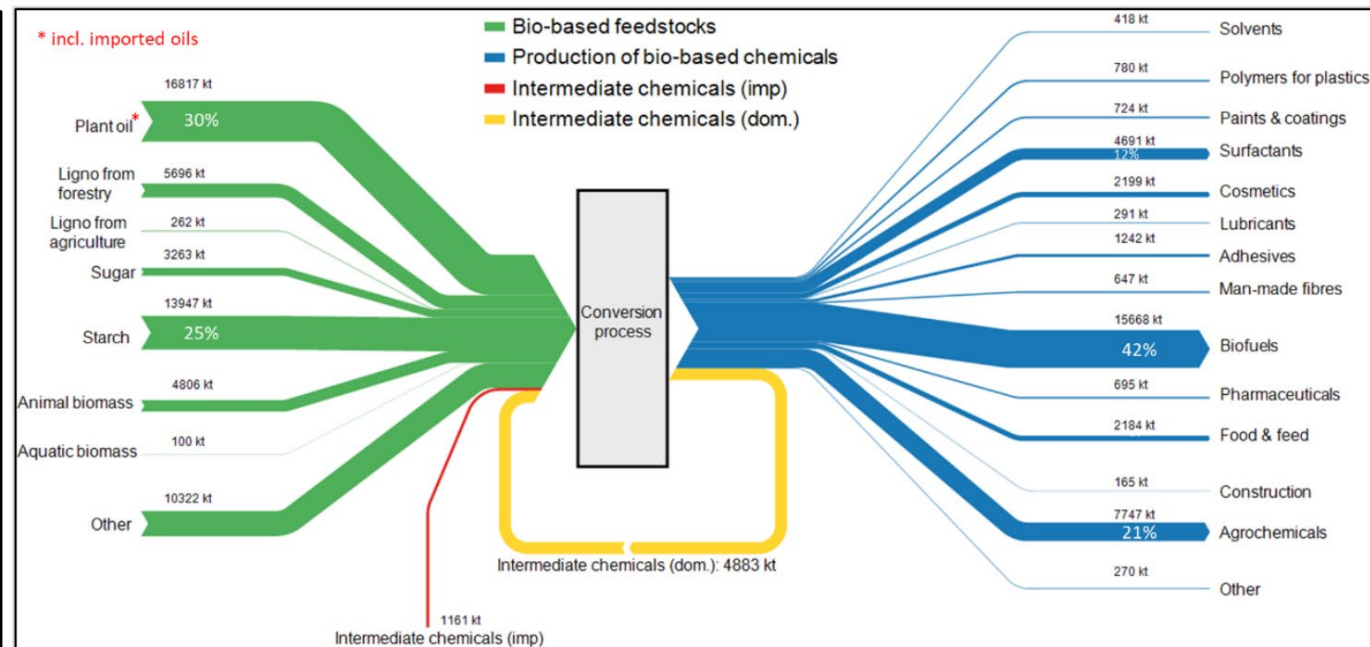 * incl. imported oils
Bio-based feedstocks
Production of bio-based chemicals
Intermediate chemicals (imp)
Intermediate chemicals (dom.)
16817 kt
Plant oil*
30%
Ligno from
forestry
5696 kt
Ligno from
agriculture
262 kt
Sugar
3263 kt
13947 kt
Starch
25%
4806 kt
Animal biomass
100 kt
Aquatic biomass
10322 kt
Other
1161 kt
Intermediate chemicals (imp)
Intermediate chemicals (dom.): 4883 kt
Conversion
process
418 kt
Solvents
780 kt
Polymers for plastics
724 kt
Paints & coatings
4691 kt
12%
Surfactants
2199 kt
Cosmetics
291 kt
Lubricants
1242 kt
Adhesives
647 kt
Man-made fibres
15668 kt
42%
Biofuels
695 kt
Pharmaceuticals
2184 kt
Food & feed
165 kt
Construction
7747 kt
21%
Agrochemicals
270 kt
Other